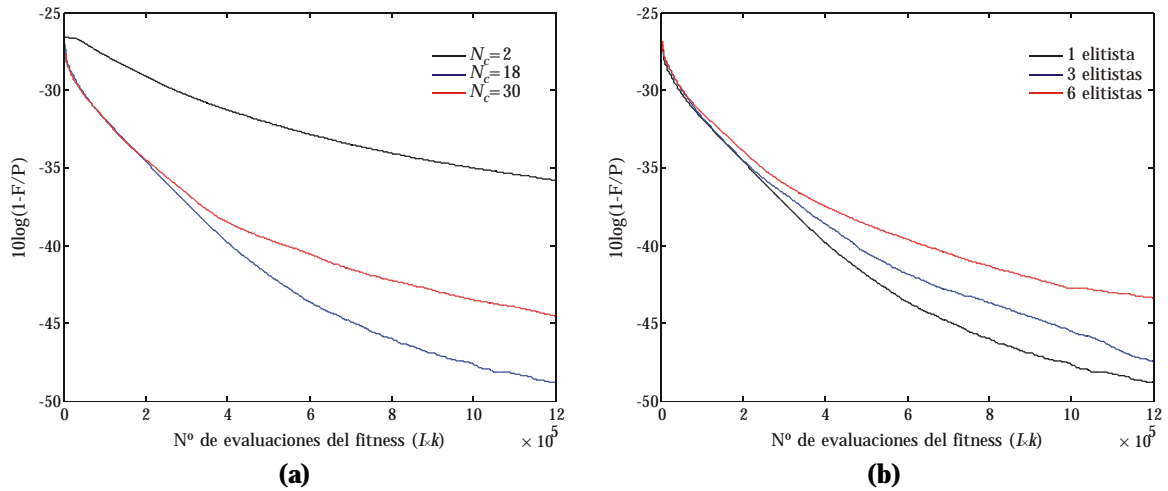 -25
-30
-35
-40
-45
-50
10log(1-F/P)
N_c=2
N_c=18
N_c=30
0
2
4
6
8
10
12
× 10^5
Nº de evaluaciones del fitness (I×k)
(a)
-25
-30
-35
-40
-45
-50
10log(1-F/P)
1 elitista
3 elitistas
6 elitistas
0
2
4
6
8
10
12
× 10^5
Nº de evaluaciones del fitness (I×k)
(b)